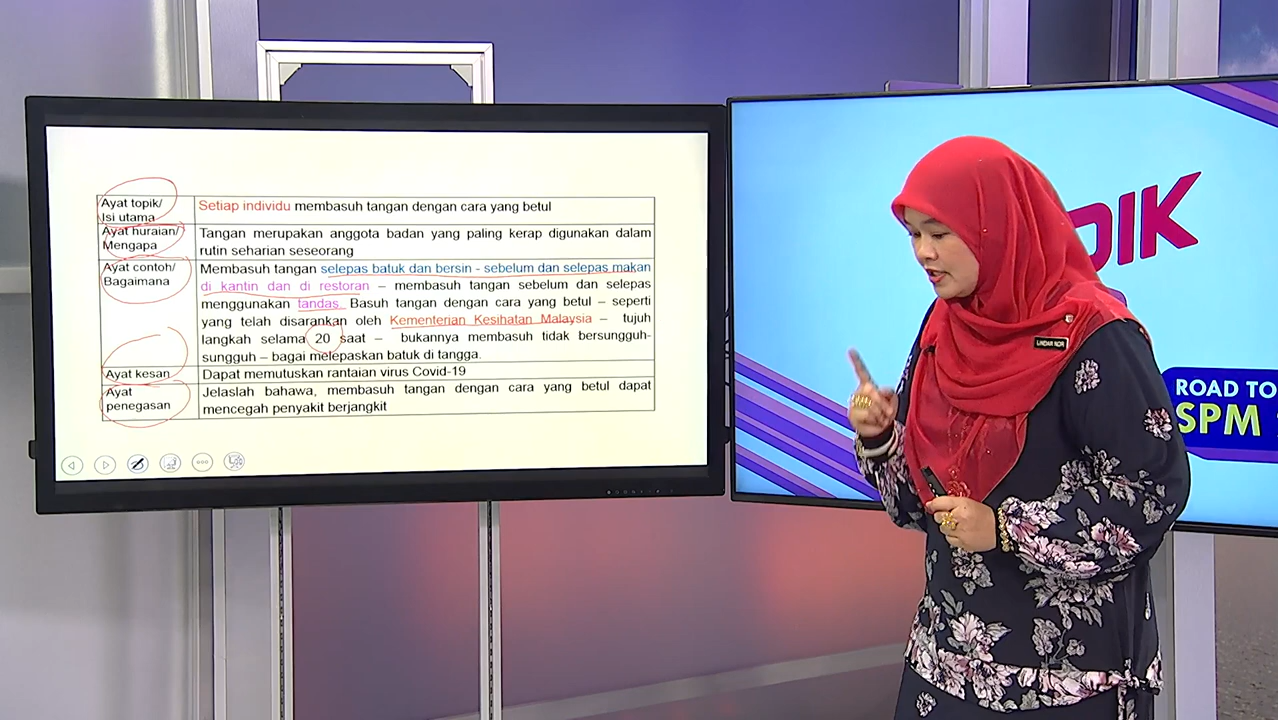 Ayat topik/
Isi utama
Setiap individu membasuh tangan dengan cara yang betul
Ayat huraian/
Mengapa
Tangan merupakan anggota badan yang paling kerap digunakan dalam
rutin seharian seseorang
Ayat contoh/
Bagaimana
Membasuh tangan selepas batuk dan bersin - sebelum dan selepas makan
di kantin dan di restoran – membasuh tangan sebelum dan selepas
menggunakan tandas. Basuh tangan dengan cara yang betul – seperti
yang telah disarankan oleh Kementerian Kesihatan Malaysia – tujuh
langkah selama 20 saat – bukannya membasuh tidak bersungguh-
sungguh – bagai melepaskan batuk di tangga.
Ayat kesan
Dapat memutuskan rantaian virus Covid-19
Ayat
penegasan
Jelaslah bahawa, membasuh tangan dengan cara yang betul dapat
mencegah penyakit berjangkit
DIK
LINDAR NOR
ROAD TO
SPM